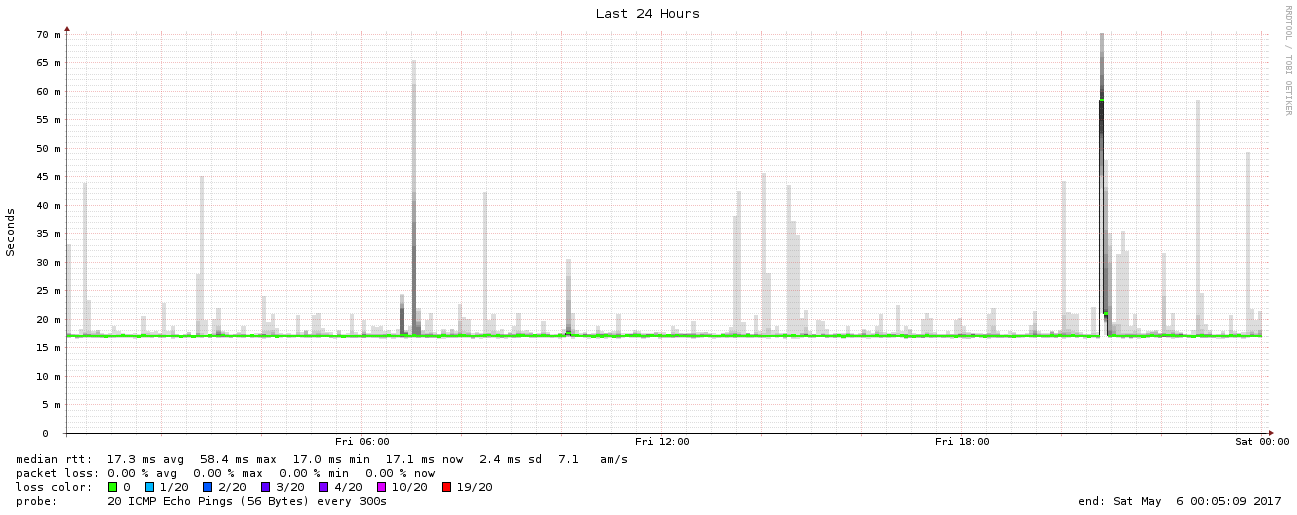 Last 24 Hours
RRDTOOL / TOBI OETIKER
Seconds
70 m
65 m
60 m
55 m
50 m
45 m
40 m
35 m
30 m
25 m
20 m
15 m
10 m
5 m
0
Fri 06:00 Fri 12:00 Fri 18:00 Sat 00:00
median rtt: 17.3 ms avg 58.4 ms max 17.0 ms min 17.1 ms now 2.4 ms sd 7.1 am/s
packet loss: 0.00 % avg 0.00 % max 0.00 % min 0.00 % now
loss color: 0 1/20 2/20 3/20 4/20 10/20 19/20
probe: 20 ICMP Echo Pings (56 Bytes) every 300s end: Sat May 6 00:05:09 2017